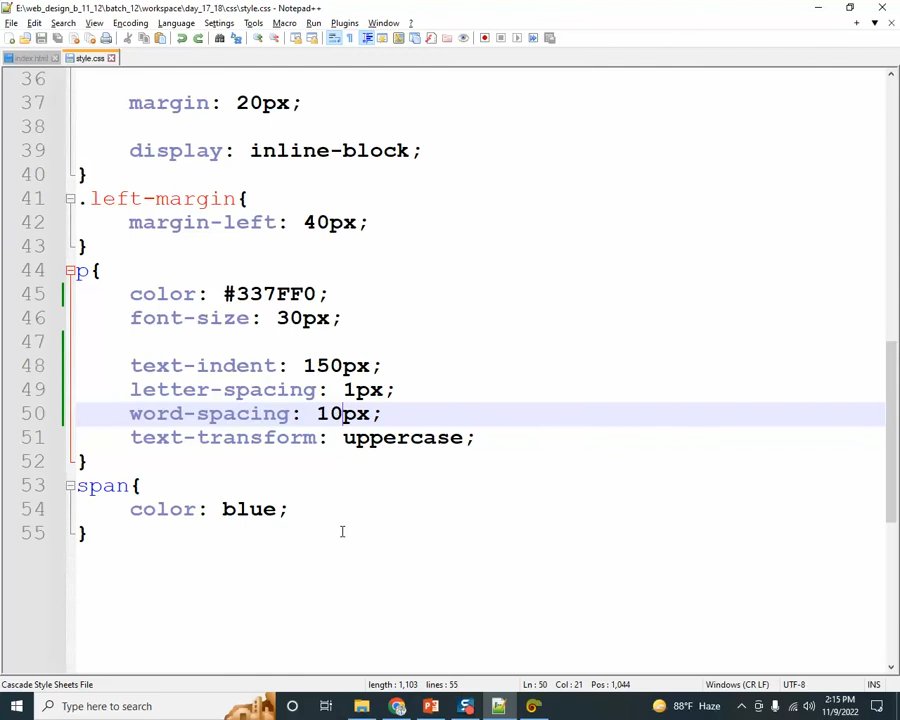 E:\web_design_b_11_12\batch_12\workspace\day_17_18\css\style.css - Notepad++
File Edit Search View Encoding Language Settings Tools Macro Run Plugins Window ?
index.html style.css
36
37 margin: 20px;
38
39 display: inline-block;
40 }
41 .left-margin{
42 margin-left: 40px;
43 }
44 p{
45 color: #337FF0;
46 font-size: 30px;
47
48 text-indent: 150px;
49 letter-spacing: 1px;
50 word-spacing: 10px;
51 text-transform: uppercase;
52 }
53 span{
54 color: blue;
55 }
Cascade Style Sheets File length : 1,103 lines : 55 Ln : 50 Col : 21 Pos : 1,044 Windows (CR LF) UTF-8 INS
Type here to search 88°F Haze 2:15 PM
11/9/2022